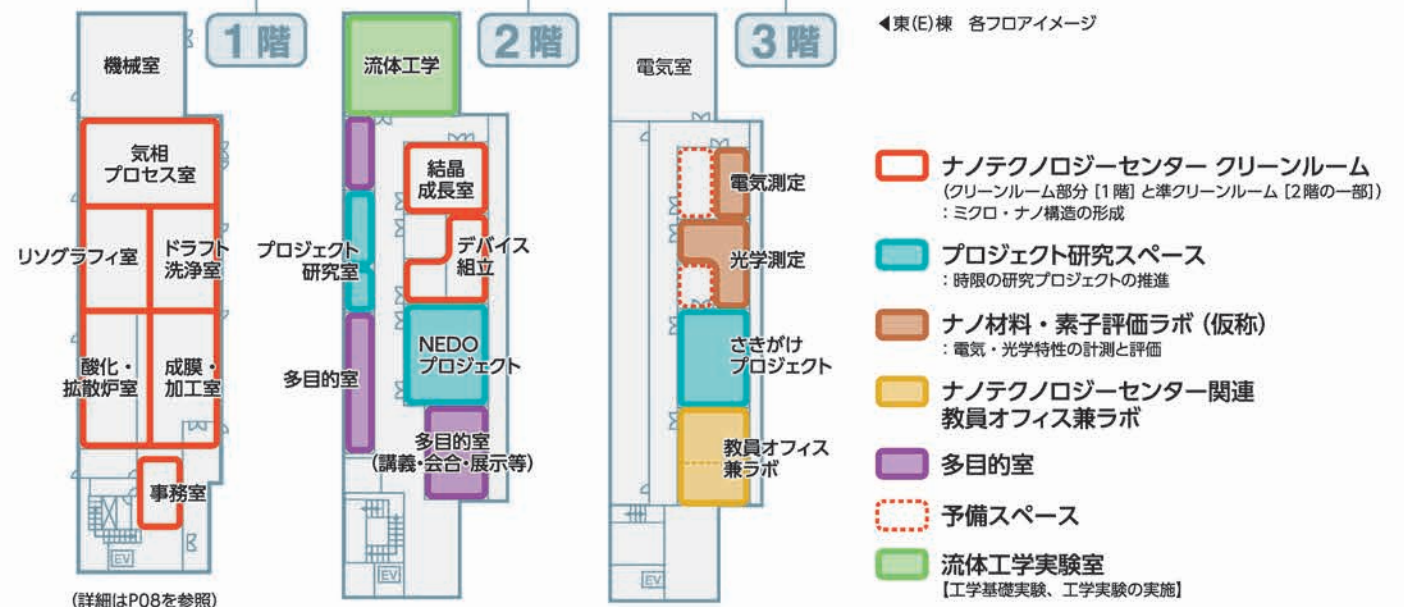 1階
機械室
気相
プロセス室
リソグラフィ室
ドラフト
洗浄室
酸化・
拡散炉室
成膜・
加工室
事務室
EV
(詳細はP08を参照)
2階
流体工学
結晶
成長室
プロジェクト
研究室
デバイス
組立
NEDO
プロジェクト
多目的室
多目的室
(講義・会合・展示等)
EV
3階
電気室
電気測定
光学測定
さきがけ
プロジェクト
教員オフィス
兼ラボ
EV
◀東(E)棟 各フロアイメージ
ナノテクノロジーセンター クリーンルーム
(クリーンルーム部分 [1階] と準クリーンルーム [2階の一部])
:ミクロ・ナノ構造の形成
プロジェクト研究スペース
:時限の研究プロジェクトの推進
ナノ材料・素子評価ラボ (仮称)
:電気・光学特性の計測と評価
ナノテクノロジーセンター関連
教員オフィス兼ラボ
多目的室
予備スペース
流体工学実験室
【工学基礎実験、工学実験の実施】